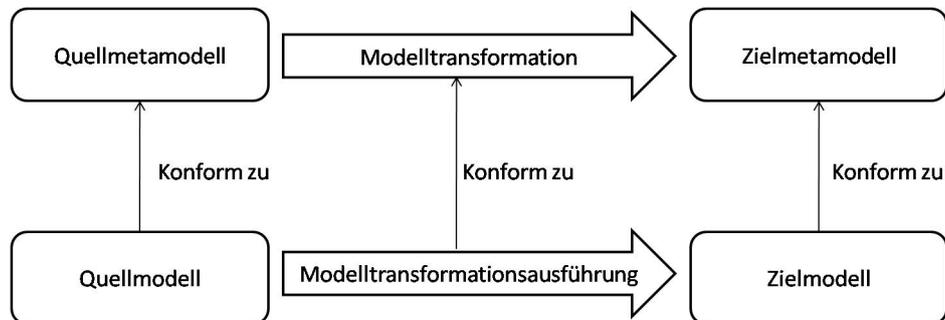 Quellmetamodell
Modelltransformation
Zielmetamodell
Konform zu
Konform zu
Konform zu
Quellmodell
Modelltransformationsausführung
Zielmodell